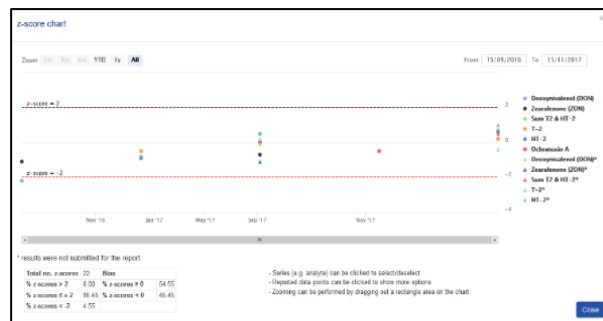 z-score chart
Zoom 1m 3m 6m YTD 1y All
From 15/09/2016 To 15/11/2017
z-score = 2
z-score = -2
2
0
-2
-4
Nov '16
Jan '17
May '17
Sep '17
Nov '17
Deoxynivalenol (DON)
Zearalenone (ZON)
Sum T2 & HT-2
T-2
HT-2
Ochratoxin A
Deoxynivalenol (DON)*
Zearalenone (ZON)*
Sum T2 & HT-2*
T-2*
HT-2*
* results were not submitted for the report
Total no. z-scores 22 Bias
% z-scores > 2 0.00 % z-scores ≥ 0 54.55
% z-scores ≤ ± 2 95.45 % z-scores < 0 45.45
% z-scores < -2 4.55
- Series (e.g. analyte) can be clicked to select/deselect
- Reported data points can be clicked to show more options
- Zooming can be performed by dragging out a rectangle area on the chart
Close